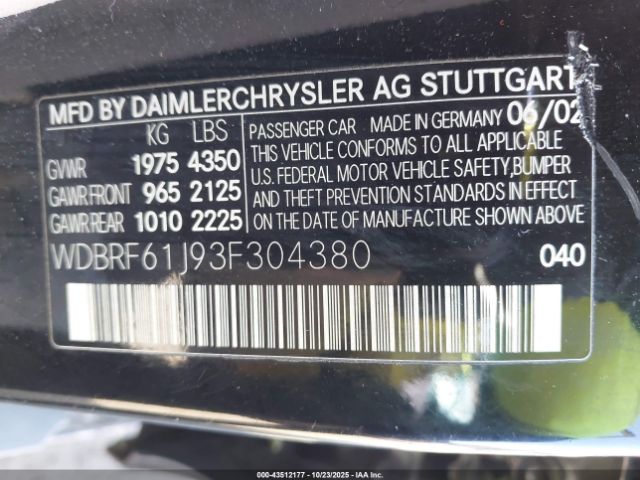 MFD BY DAIMLERCHRYSLER AG STUTTGART
KG LBS
GVWR 1975 4350
GAWR FRONT 965 2125
GAWR REAR 1010 2225
PASSENGER CAR MADE IN GERMANY 06/02
THIS VEHICLE CONFORMS TO ALL APPLICABLE
U.S. FEDERAL MOTOR VEHICLE SAFETY, BUMPER
AND THEFT PREVENTION STANDARDS IN EFFECT
ON THE DATE OF MANUFACTURE SHOWN ABOVE.
WDBRF61J93F304380 040
000-43512177 - 10/23/2025 - IAA Inc.